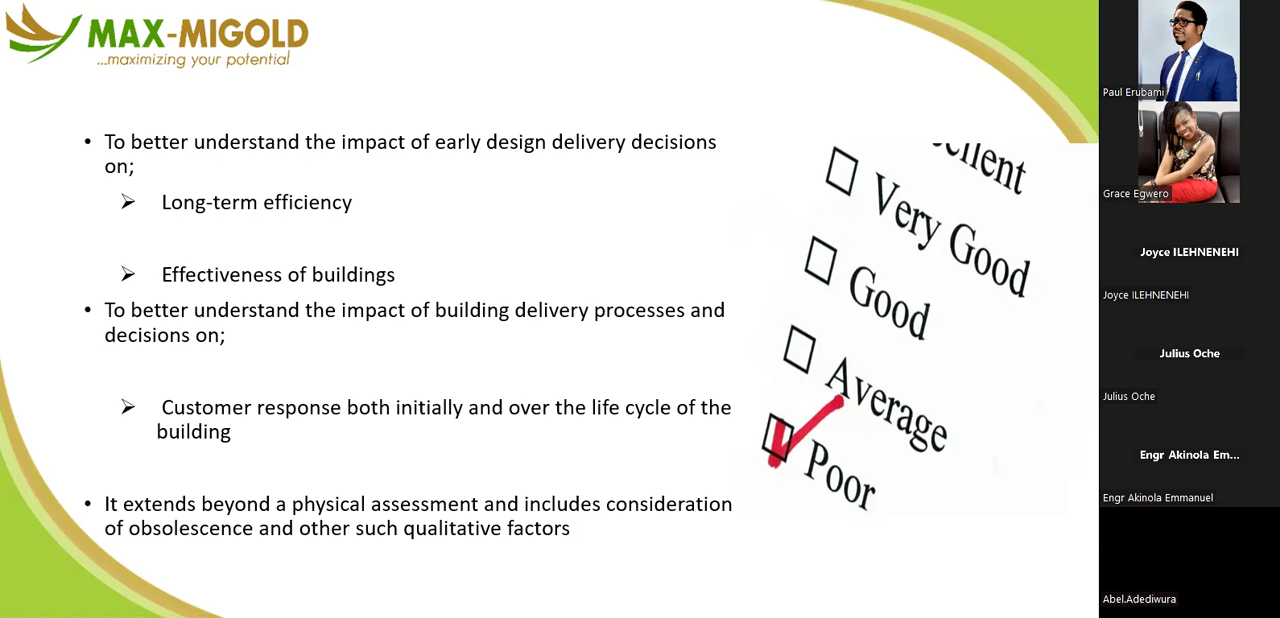 MAX-MIGOLD
...maximizing your potential
• To better understand the impact of early design delivery decisions
on;
➢ Long-term efficiency
➢ Effectiveness of buildings
• To better understand the impact of building delivery processes and
decisions on;
➢ Customer response both initially and over the life cycle of the
building
• It extends beyond a physical assessment and includes consideration
of obsolescence and other such qualitative factors
Very Good
Good
Average
Poor
Paul Erubami
Grace Egwero
Joyce ILEHNENEHI
Joyce ILEHNENEHI
Julius Oche
Julius Oche
Engr Akinola Em...
Engr Akinola Emmanuel
Abel.Adediwura